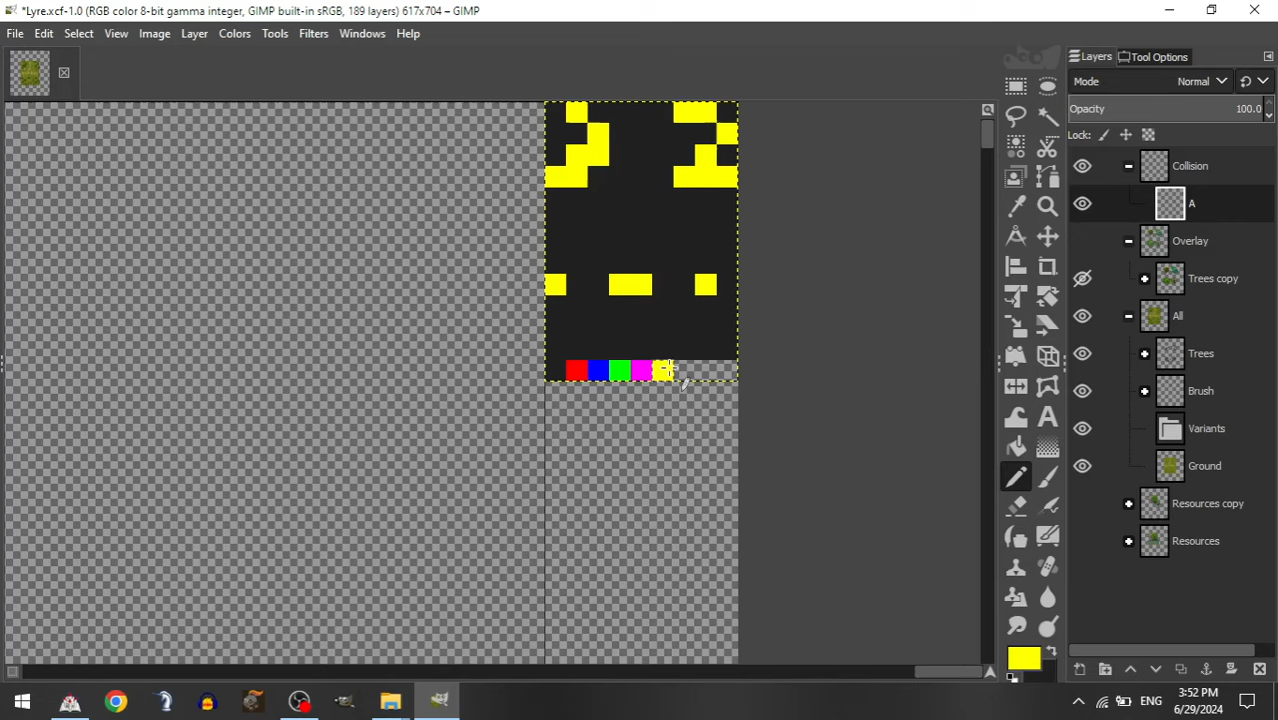 *Lyre.xcf-1.0 (RGB color 8-bit gamma integer, GIMP built-in sRGB, 189 layers) 617x704 – GIMP
File Edit Select View Image Layer Colors Tools Filters Windows Help
Layers Tool Options
Mode Normal
Opacity 100.0
Lock:
Collision
A
Overlay
Trees copy
All
Trees
Brush
Variants
Ground
Resources copy
Resources
ENG
3:52 PM
6/29/2024